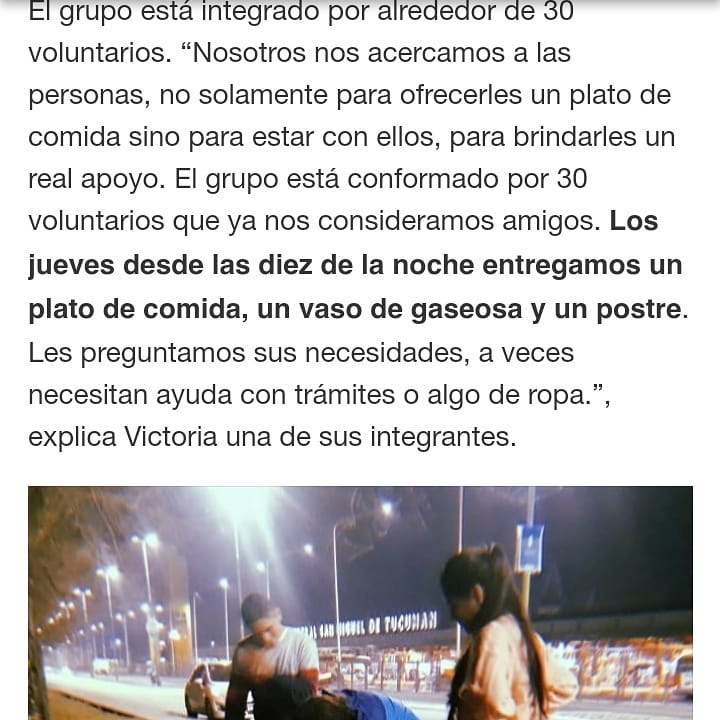 El grupo está integrado por alrededor de 30
voluntarios. “Nosotros nos acercamos a las
personas, no solamente para ofrecerles un plato de
comida sino para estar con ellos, para brindarles un
real apoyo. El grupo está conformado por 30
voluntarios que ya nos consideramos amigos. Los
jueves desde las diez de la noche entregamos un
plato de comida, un vaso de gaseosa y un postre.
Les preguntamos sus necesidades, a veces
necesitan ayuda con trámites o algo de ropa.”,
explica Victoria una de sus integrantes.
SAN MIGUEL DE TUCUMAN